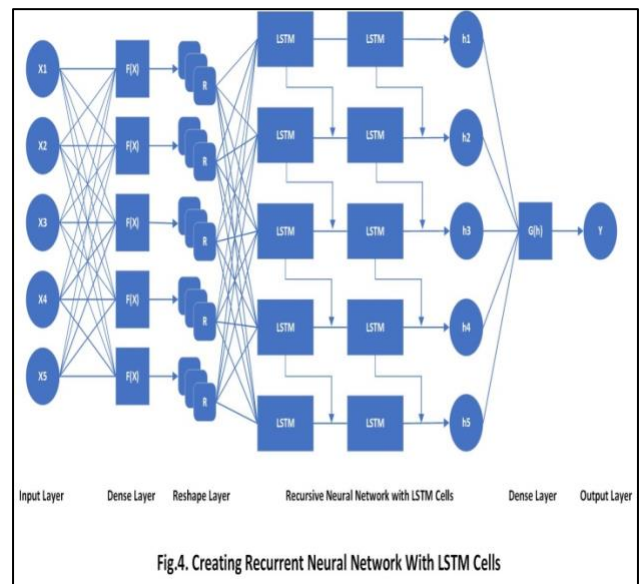 X1 F(X) R LSTM LSTM h1
X2 F(X) R LSTM LSTM h2
X3 F(X) R LSTM LSTM h3 G(h) Y
X4 F(X) R LSTM LSTM h4
X5 F(X) R LSTM LSTM h5
Input Layer Dense Layer Reshape Layer Recursive Neural Network with LSTM Cells Dense Layer Output Layer
Fig.4. Creating Recurrent Neural Network With LSTM Cells